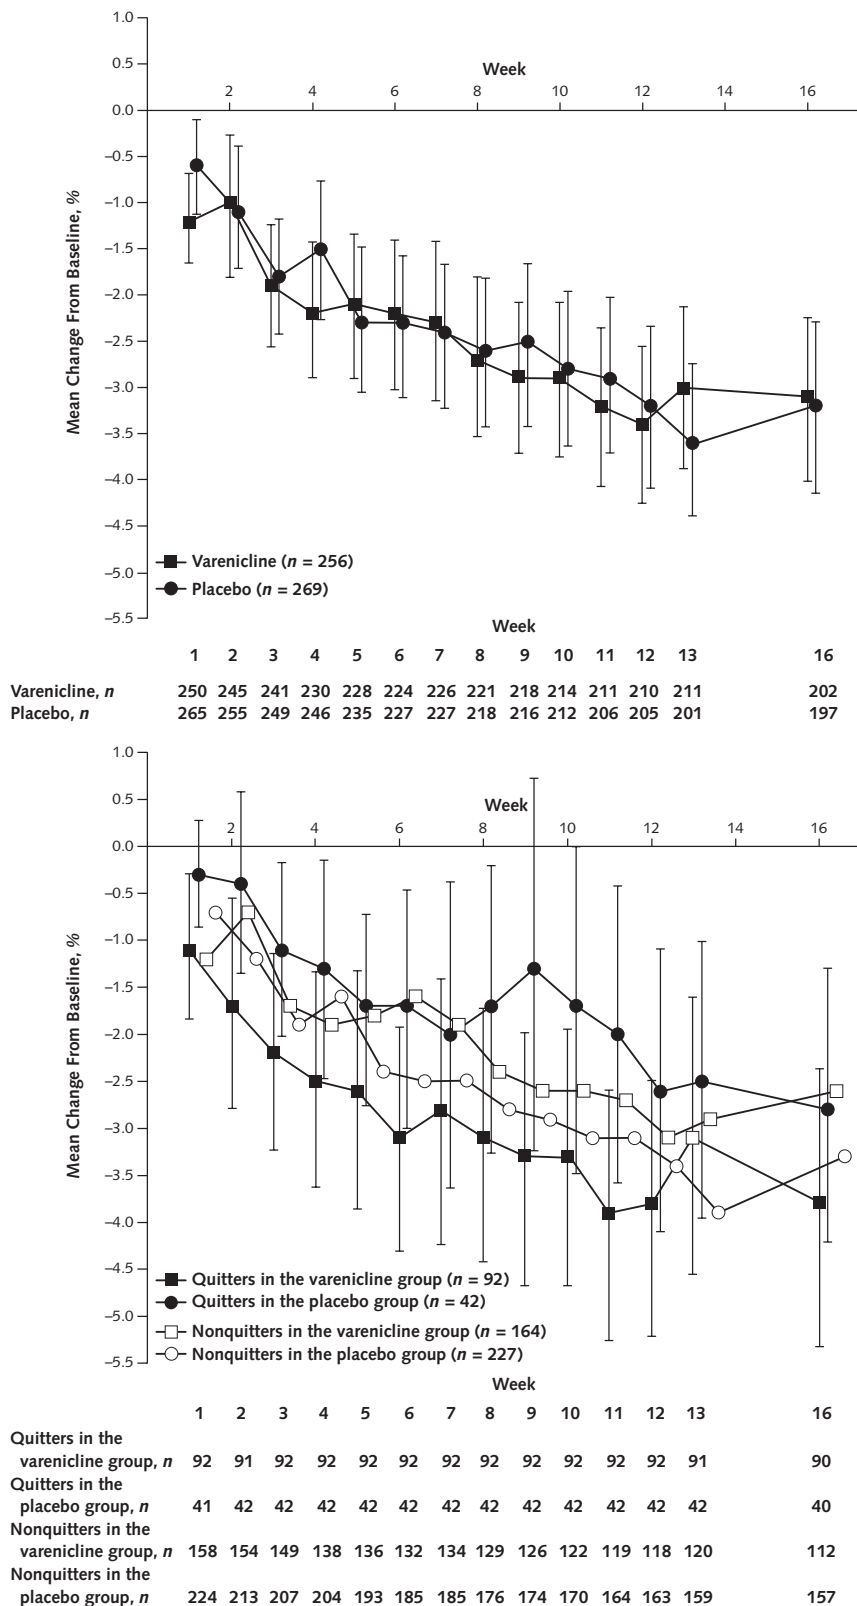 1.0
0.5
Week
2 4 6 8 10 12 14 16
0.0
–0.5
–1.0
–1.5
–2.0
–2.5
–3.0
–3.5
–4.0
–4.5
–5.0
–5.5
Mean Change From Baseline, %
Varenicline (n = 256)
Placebo (n = 269)
Week
1 2 3 4 5 6 7 8 9 10 11 12 13 16
Varenicline, n 250 245 241 230 228 224 226 221 218 214 211 210 211 202
Placebo, n 265 255 249 246 235 227 227 218 216 212 206 205 201 197
1.0
0.5
Week
2 4 6 8 10 12 14 16
0.0
–0.5
–1.0
–1.5
–2.0
–2.5
–3.0
–3.5
–4.0
–4.5
–5.0
–5.5
Mean Change From Baseline, %
Quitters in the varenicline group (n = 92)
Quitters in the placebo group (n = 42)
Nonquitters in the varenicline group (n = 164)
Nonquitters in the placebo group (n = 227)
Week
1 2 3 4 5 6 7 8 9 10 11 12 13 16
Quitters in the
varenicline group, n 92 91 92 92 92 92 92 92 92 92 92 92 91 90
Quitters in the
placebo group, n 41 42 42 42 42 42 42 42 42 42 42 42 42 40
Nonquitters in the
varenicline group, n 158 154 149 138 136 132 134 129 126 122 119 118 120 112
Nonquitters in the
placebo group, n 224 213 207 204 193 185 185 176 174 170 164 163 159 157